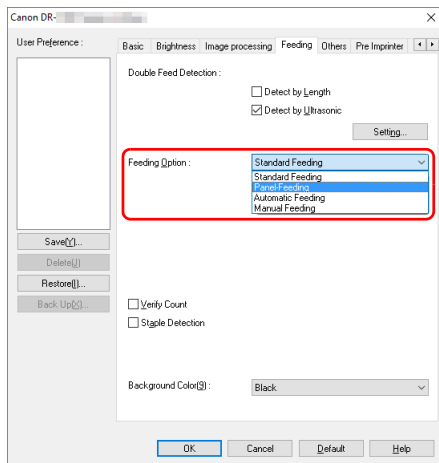 Canon DR-
User Preference :
Basic Brightness Image processing Feeding Others Pre Imprinter
Double Feed Detection :
Detect by Length
Detect by Ultrasonic
Setting...
Feeding Option :
Standard Feeding
Standard Feeding
Panel-Feeding
Automatic Feeding
Manual Feeding
Save(Y)...
Delete(J)
Restore(I)...
Back Up(X)...
Verify Count
Staple Detection
Background Color(9) :
Black
OK Cancel Default Help